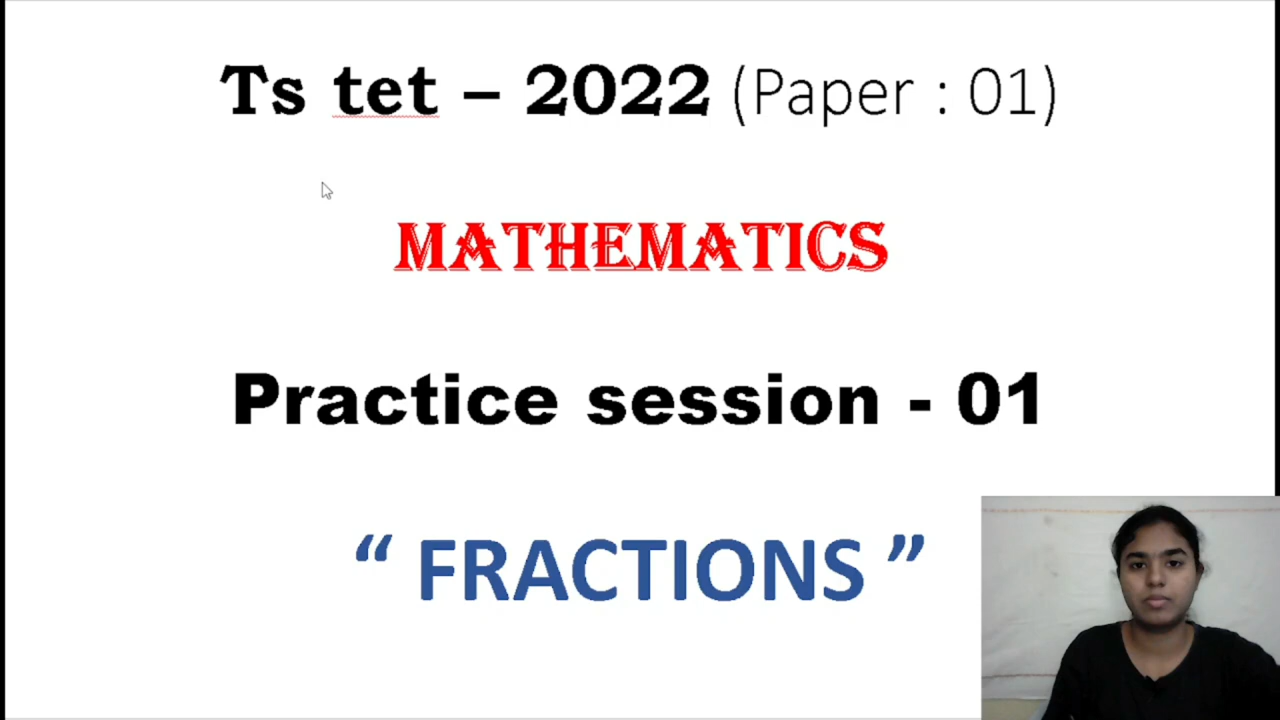 Ts tet – 2022 (Paper : 01)
MATHEMATICS
Practice session - 01
“ FRACTIONS ”